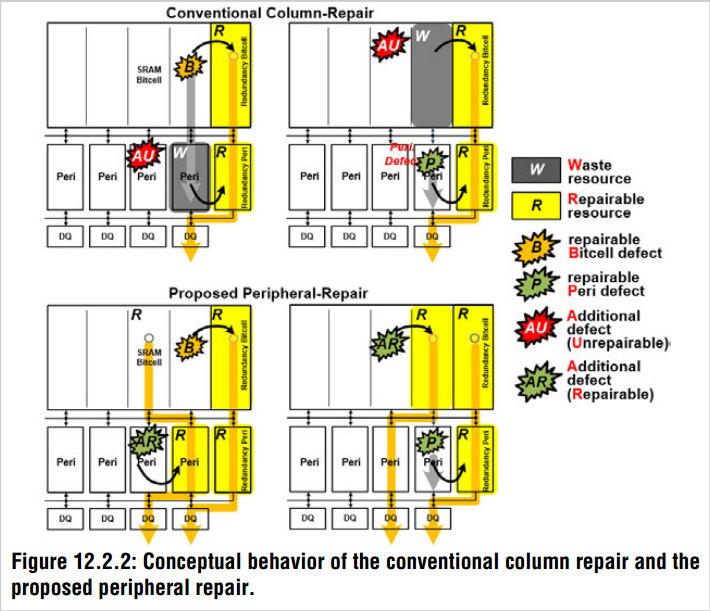 Conventional Column-Repair
R
SRAM
Bitcell
B
Redundancy Bitcell
AU
W
R
Peri
Peri
Peri
Peri
Redundancy Peri
DQ
DQ
DQ
DQ
AU
W
R
Redundancy Bitcell
Peri.
Defect
P
R
Peri
Peri
Peri
Peri
Redundancy Peri
DQ
DQ
DQ
DQ
Proposed Peripheral-Repair
R
R
SRAM
Bitcell
B
Redundancy Bitcell
AR
R
R
Peri
Peri
Peri
Peri
Redundancy Peri
DQ
DQ
DQ
DQ
AR
R
R
Redundancy Bitcell
P
R
Peri
Peri
Peri
Peri
Redundancy Peri
DQ
DQ
DQ
DQ
W
Waste
resource
R
Repairable
resource
B
repairable
Bitcell defect
P
repairable
Peri defect
AU
Additional
defect
(Unrepairable)
AR
Additional
defect
(Repairable)
Figure 12.2.2: Conceptual behavior of the conventional column repair and the
proposed peripheral repair.